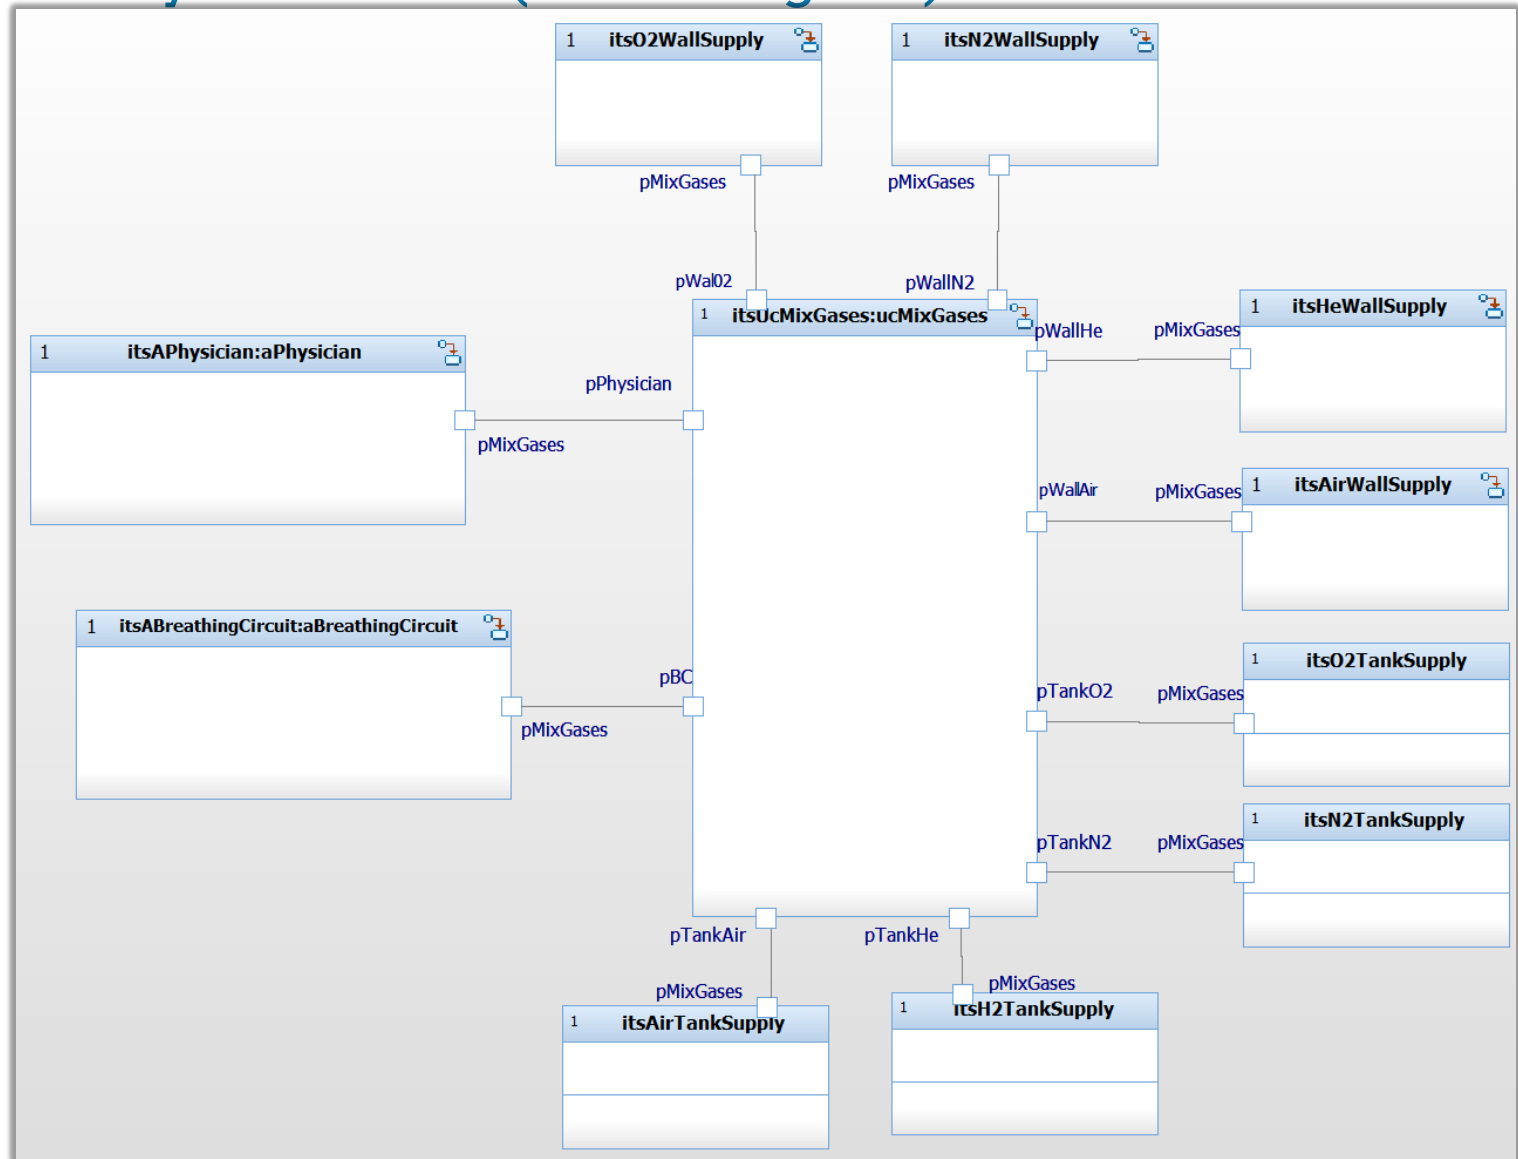 1 itsO2WallSupply
1 itsN2WallSupply
pMixGases
pMixGases
pWalO2
pWallN2
1 itsUcMixGases:ucMixGases
1 itsHeWallSupply
pWallHe
pMixGases
1 itsAPhysician:aPhysician
pPhysician
pMixGases
pWallAir
pMixGases
1 itsAirWallSupply
1 itsABreathingCircuit:aBreathingCircuit
pBC
pMixGases
1 itsO2TankSupply
pTankO2
pMixGases
1 itsN2TankSupply
pTankN2
pMixGases
pTankAir
pTankHe
pMixGases
pMixGases
1 itsAirTankSupply
1 itsH2TankSupply